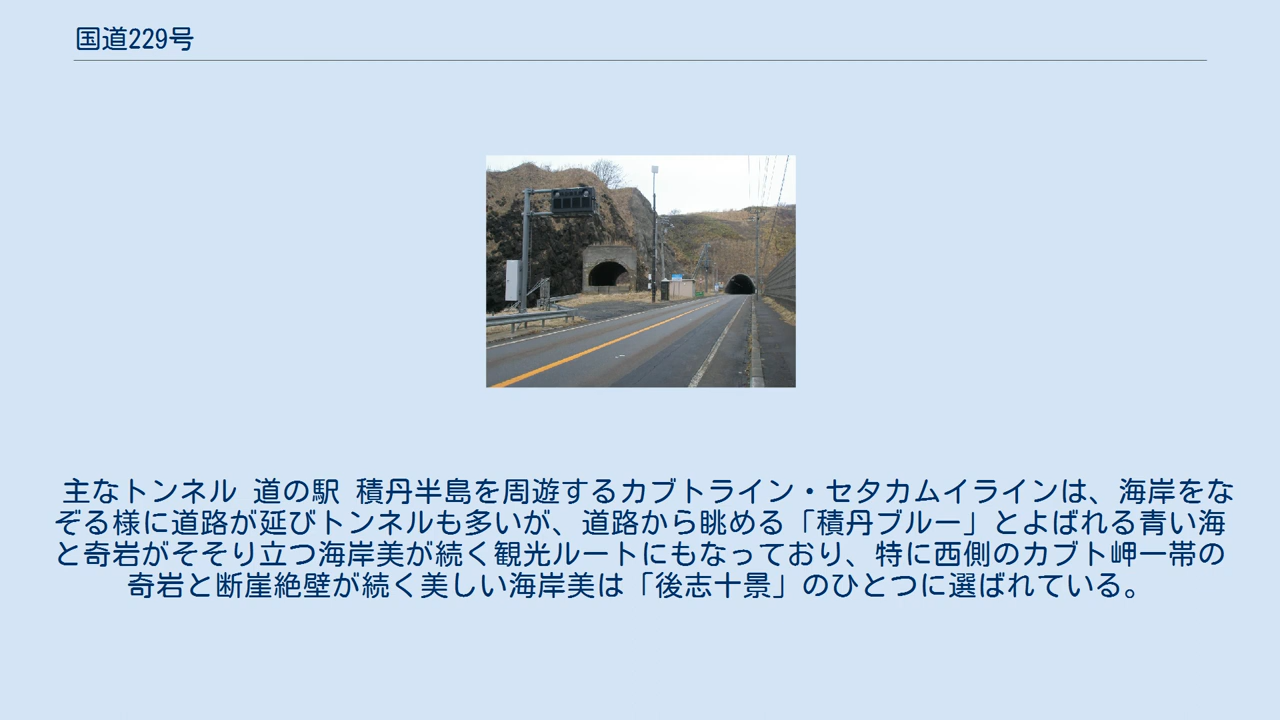 国道229号
主なトンネル 道の駅 積丹半島を周遊するカブトライン・セタカムイラインは、海岸をな
ぞる様に道路が延びトンネルも多いが、道路から眺める「積丹ブルー」とよばれる青い海
と奇岩がそそり立つ海岸美が続く観光ルートにもなっており、特に西側のカブト岬一帯の
奇岩と断崖絶壁が続く美しい海岸美は「後志十景」のひとつに選ばれている。